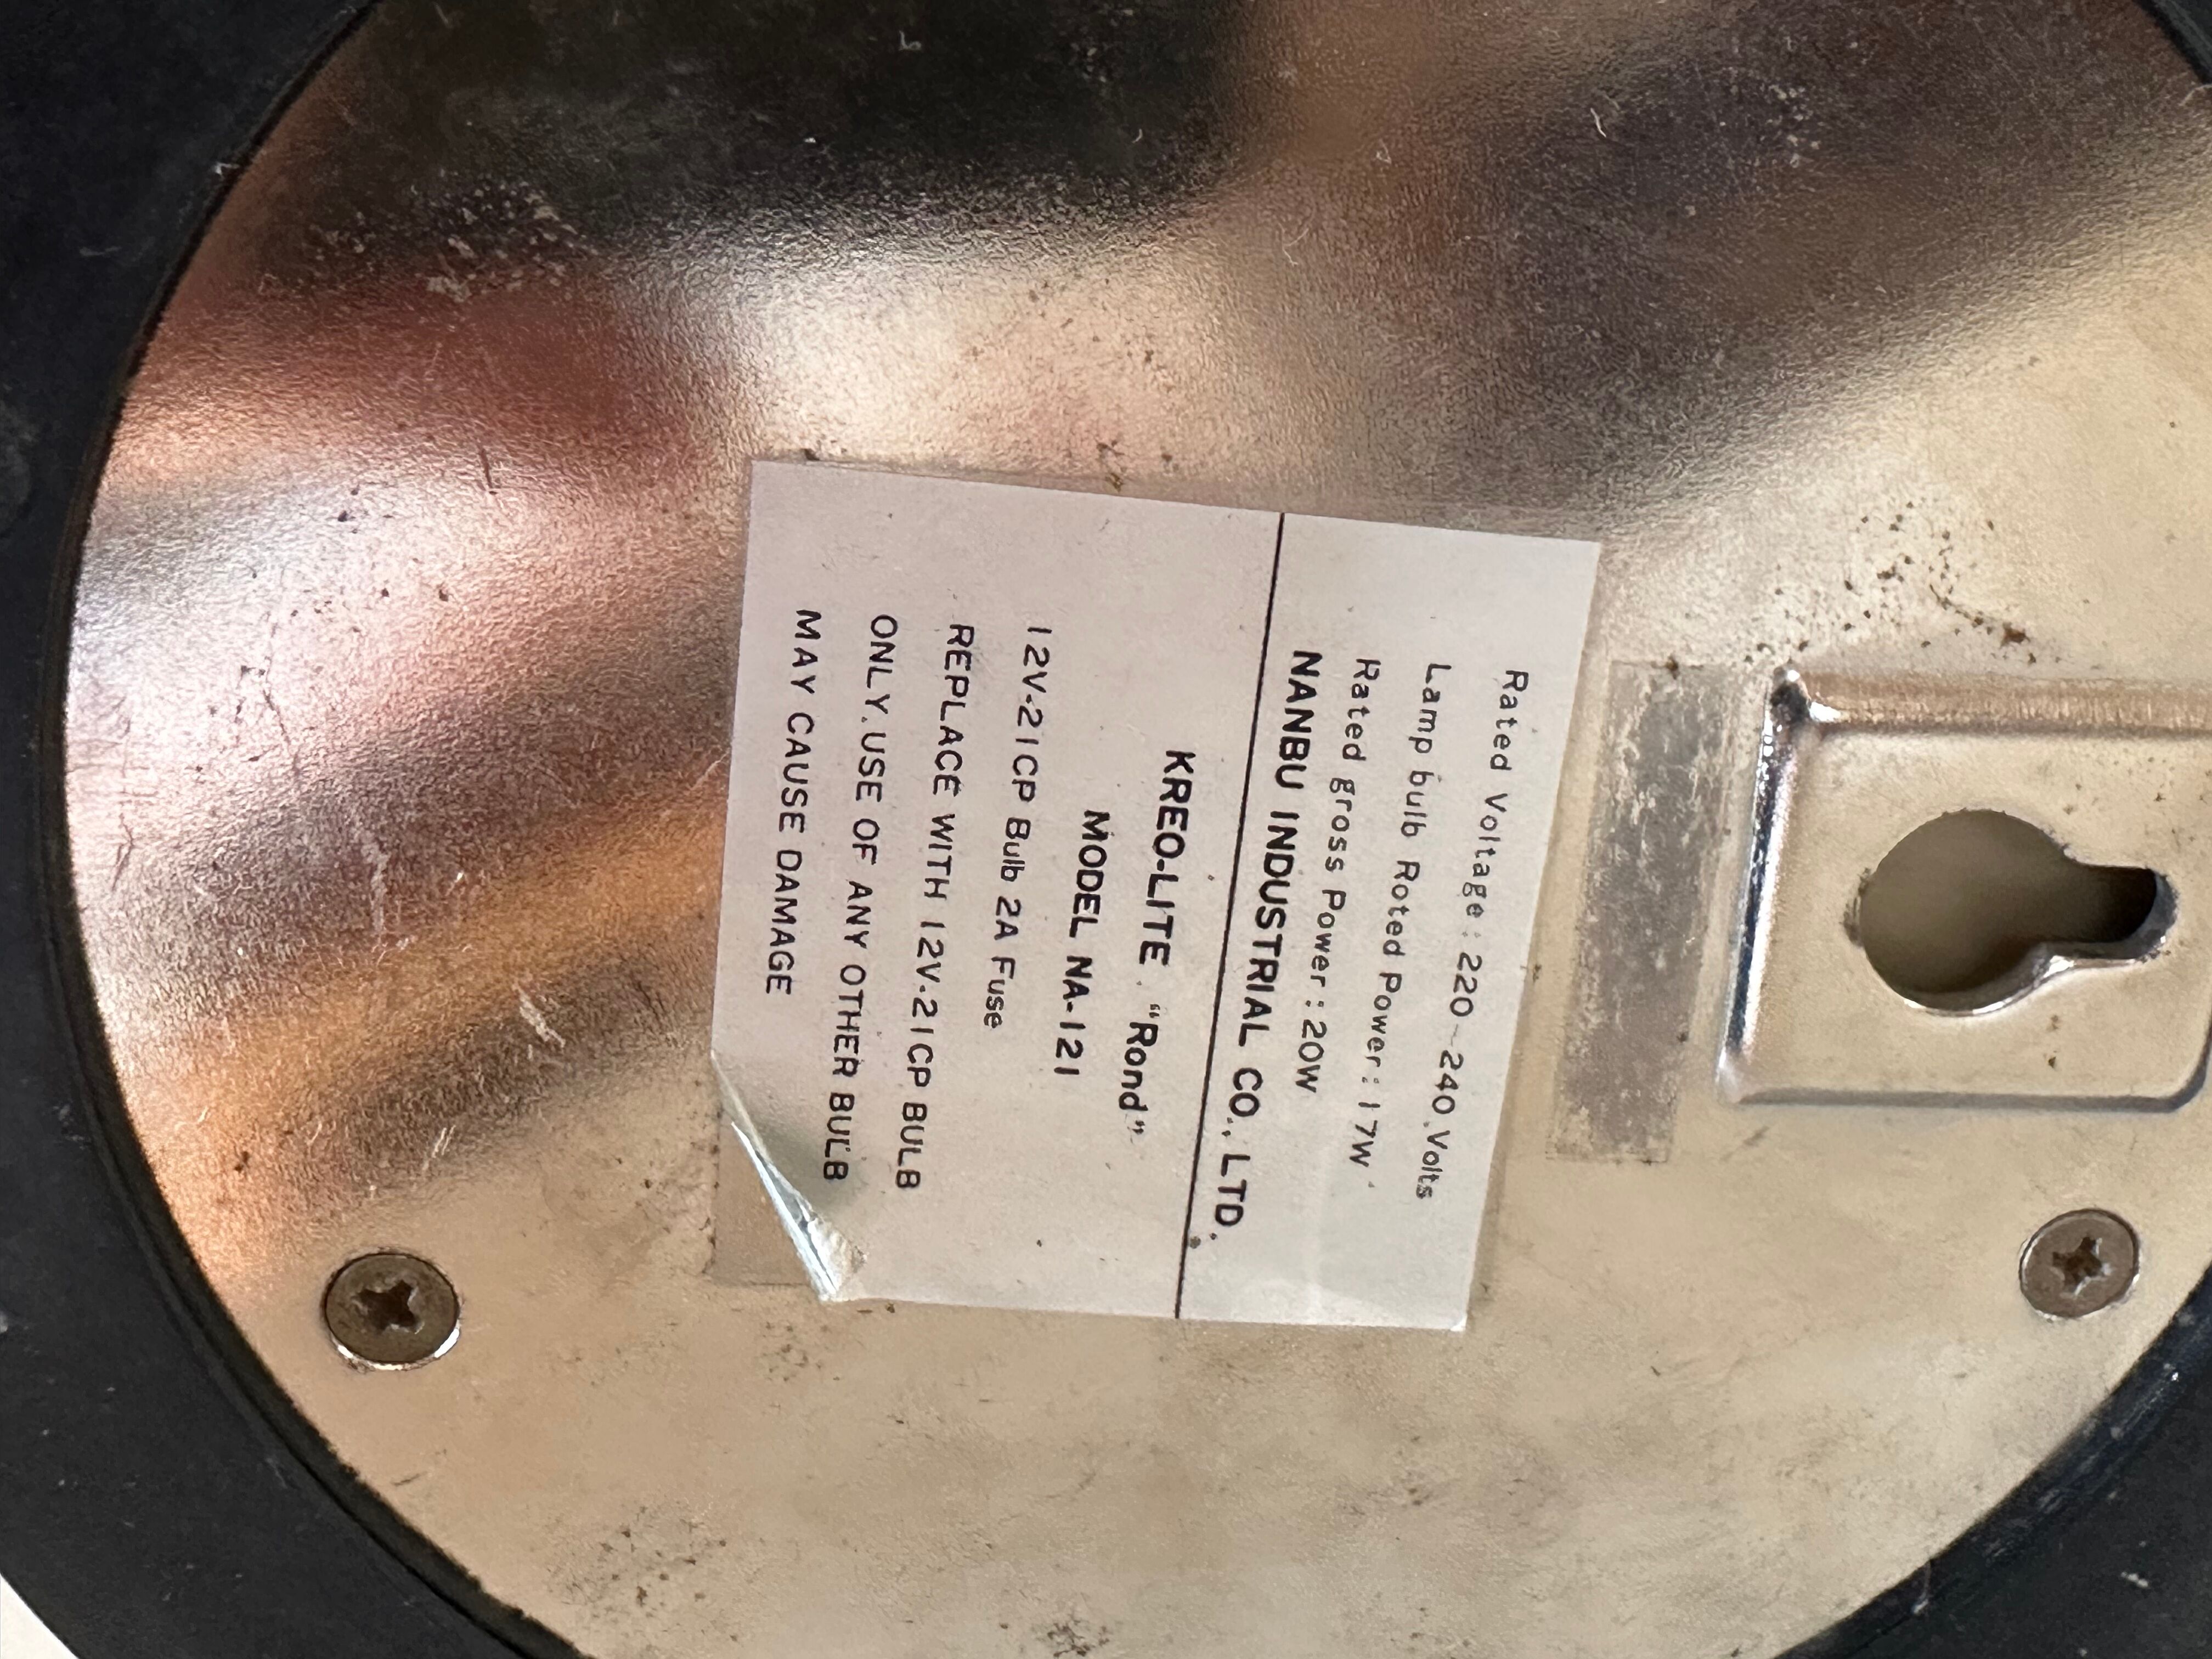 Rated Voltage : 220-240 Volts
Lamp bulb Roted Power : 17W
Rated gross Power : 20W
NANBU INDUSTRIAL CO., LTD.
KREO-LITE "Rond"
MODEL NA-121
12V-21CP Bulb 2A Fuse
REPLACE WITH 12V-21CP BULB
ONLY. USE OF ANY OTHER BULB
MAY CAUSE DAMAGE